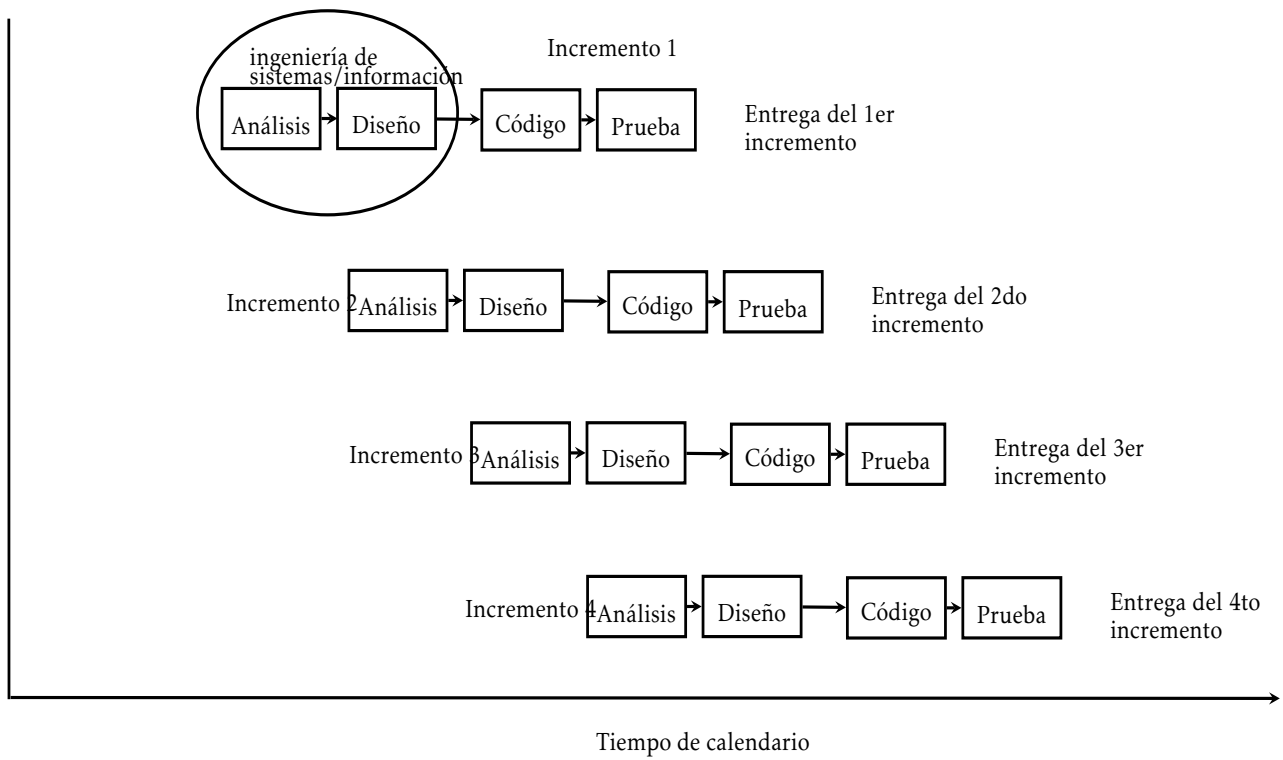 ingeniería de
sistemas/información
Incremento 1
Análisis
Diseño
Código
Prueba
Entrega del 1er
incremento
Incremento 2
Análisis
Diseño
Código
Prueba
Entrega del 2do
incremento
Incremento 3
Análisis
Diseño
Código
Prueba
Entrega del 3er
incremento
Incremento 4
Análisis
Diseño
Código
Prueba
Entrega del 4to
incremento
Tiempo de calendario